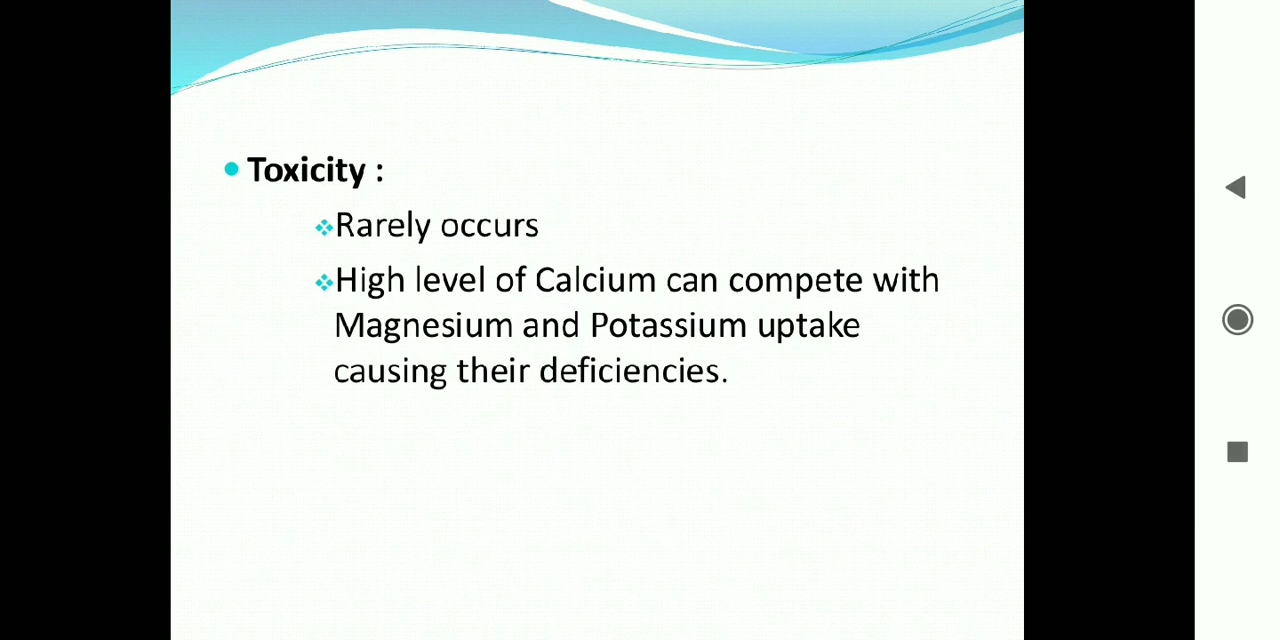 Toxicity :
Rarely occurs
High level of Calcium can compete with
Magnesium and Potassium uptake
causing their deficiencies.